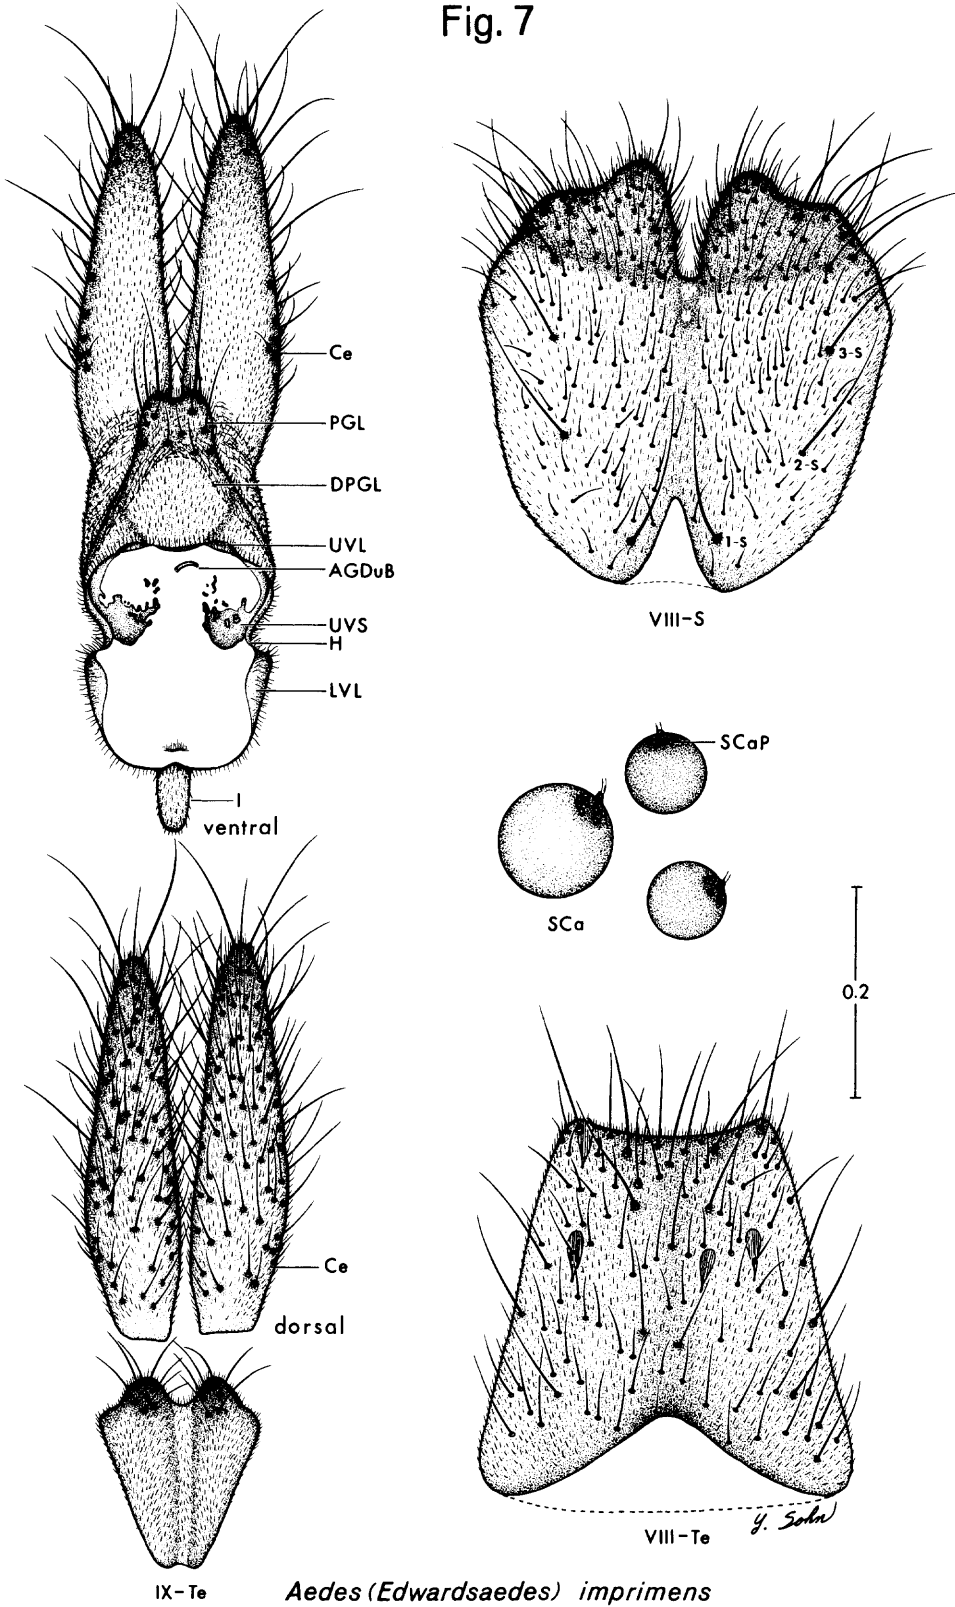 Fig. 7
Ce
PGL
DPGL
UVL
AGDuB
UVS
H
LVL
I
ventral
3-S
2-S
1-S
VIII-S
SCaP
SCa
0.2
Ce
dorsal
IX-Te
VIII-Te
Y. Sohn
Aedes (Edwardsaedes) imprimens